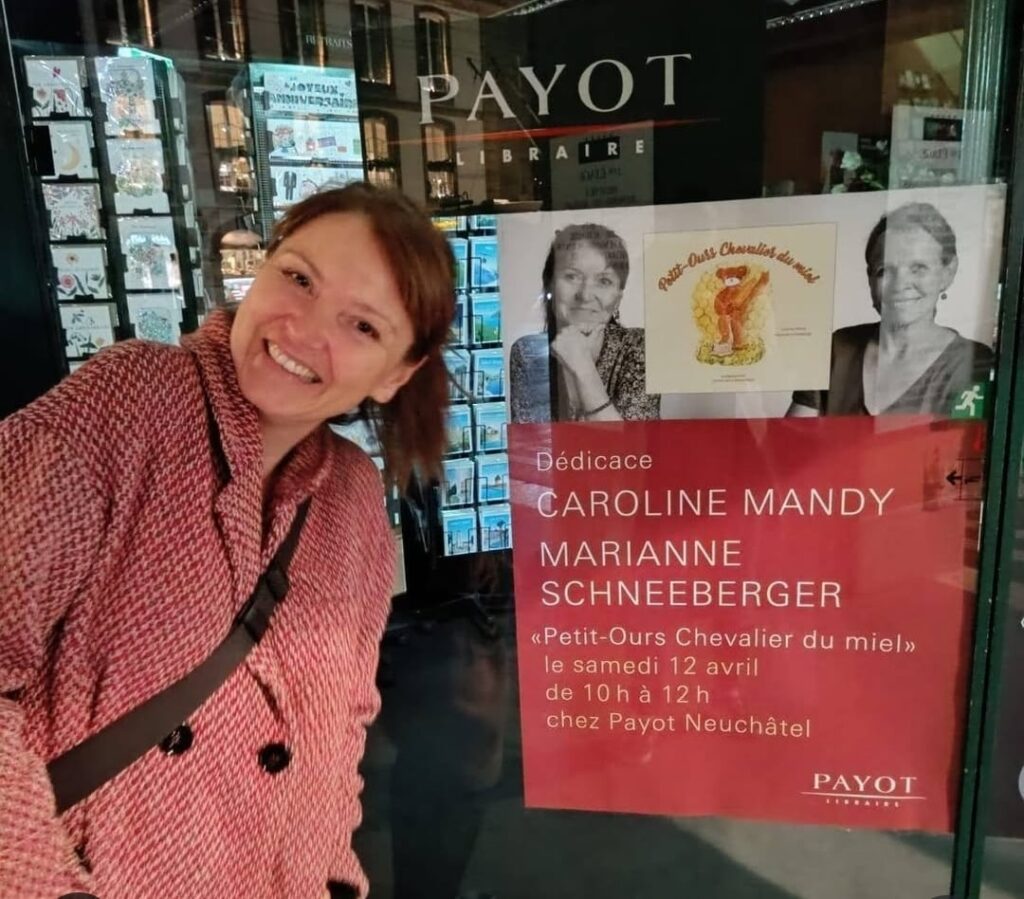 RETRAITE
JOYEUX
ANNIVERSAIRE
PAYOT
LIBRAIRE
Petit-Ours Chevalier du miel
Dédicace
CAROLINE MANDY
MARIANNE
SCHNEEBERGER
«Petit-Ours Chevalier du miel»
le samedi 12 avril
de 10 h à 12 h
chez Payot Neuchâtel
PAYOT
LIBRAIRE